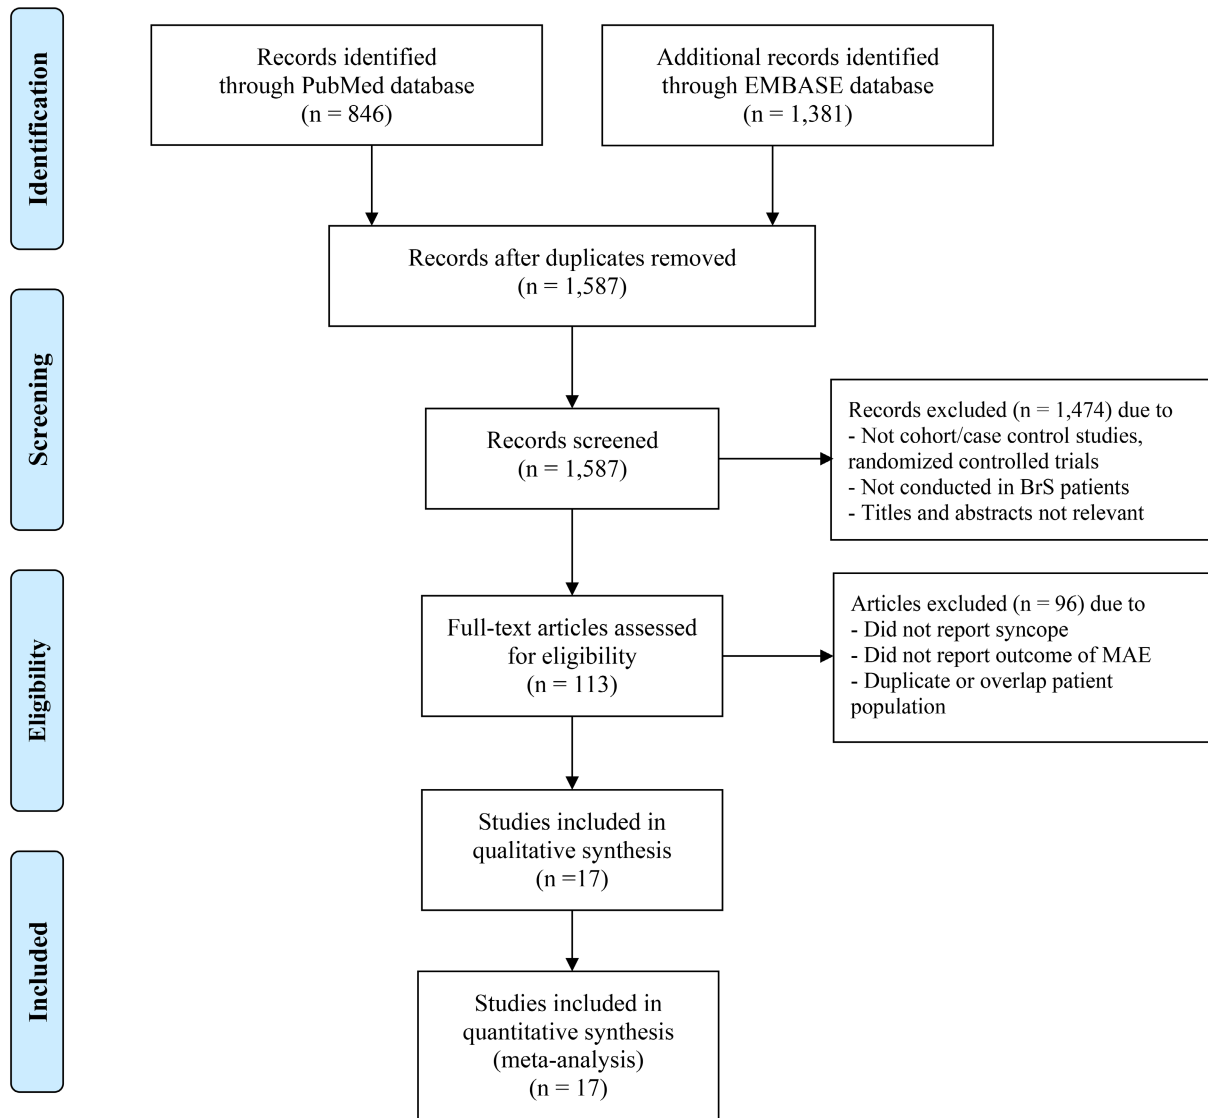 Identification
Records identified
through PubMed database
(n = 846)
Additional records identified
through EMBASE database
(n = 1,381)
Records after duplicates removed
(n = 1,587)
Screening
Records screened
(n = 1,587)
Records excluded (n = 1,474) due to
- Not cohort/case control studies,
randomized controlled trials
- Not conducted in BrS patients
- Titles and abstracts not relevant
Eligibility
Full-text articles assessed
for eligibility
(n = 113)
Articles excluded (n = 96) due to
- Did not report syncope
- Did not report outcome of MAE
- Duplicate or overlap patient
population
Studies included in
qualitative synthesis
(n =17)
Included
Studies included in
quantitative synthesis
(meta-analysis)
(n = 17)